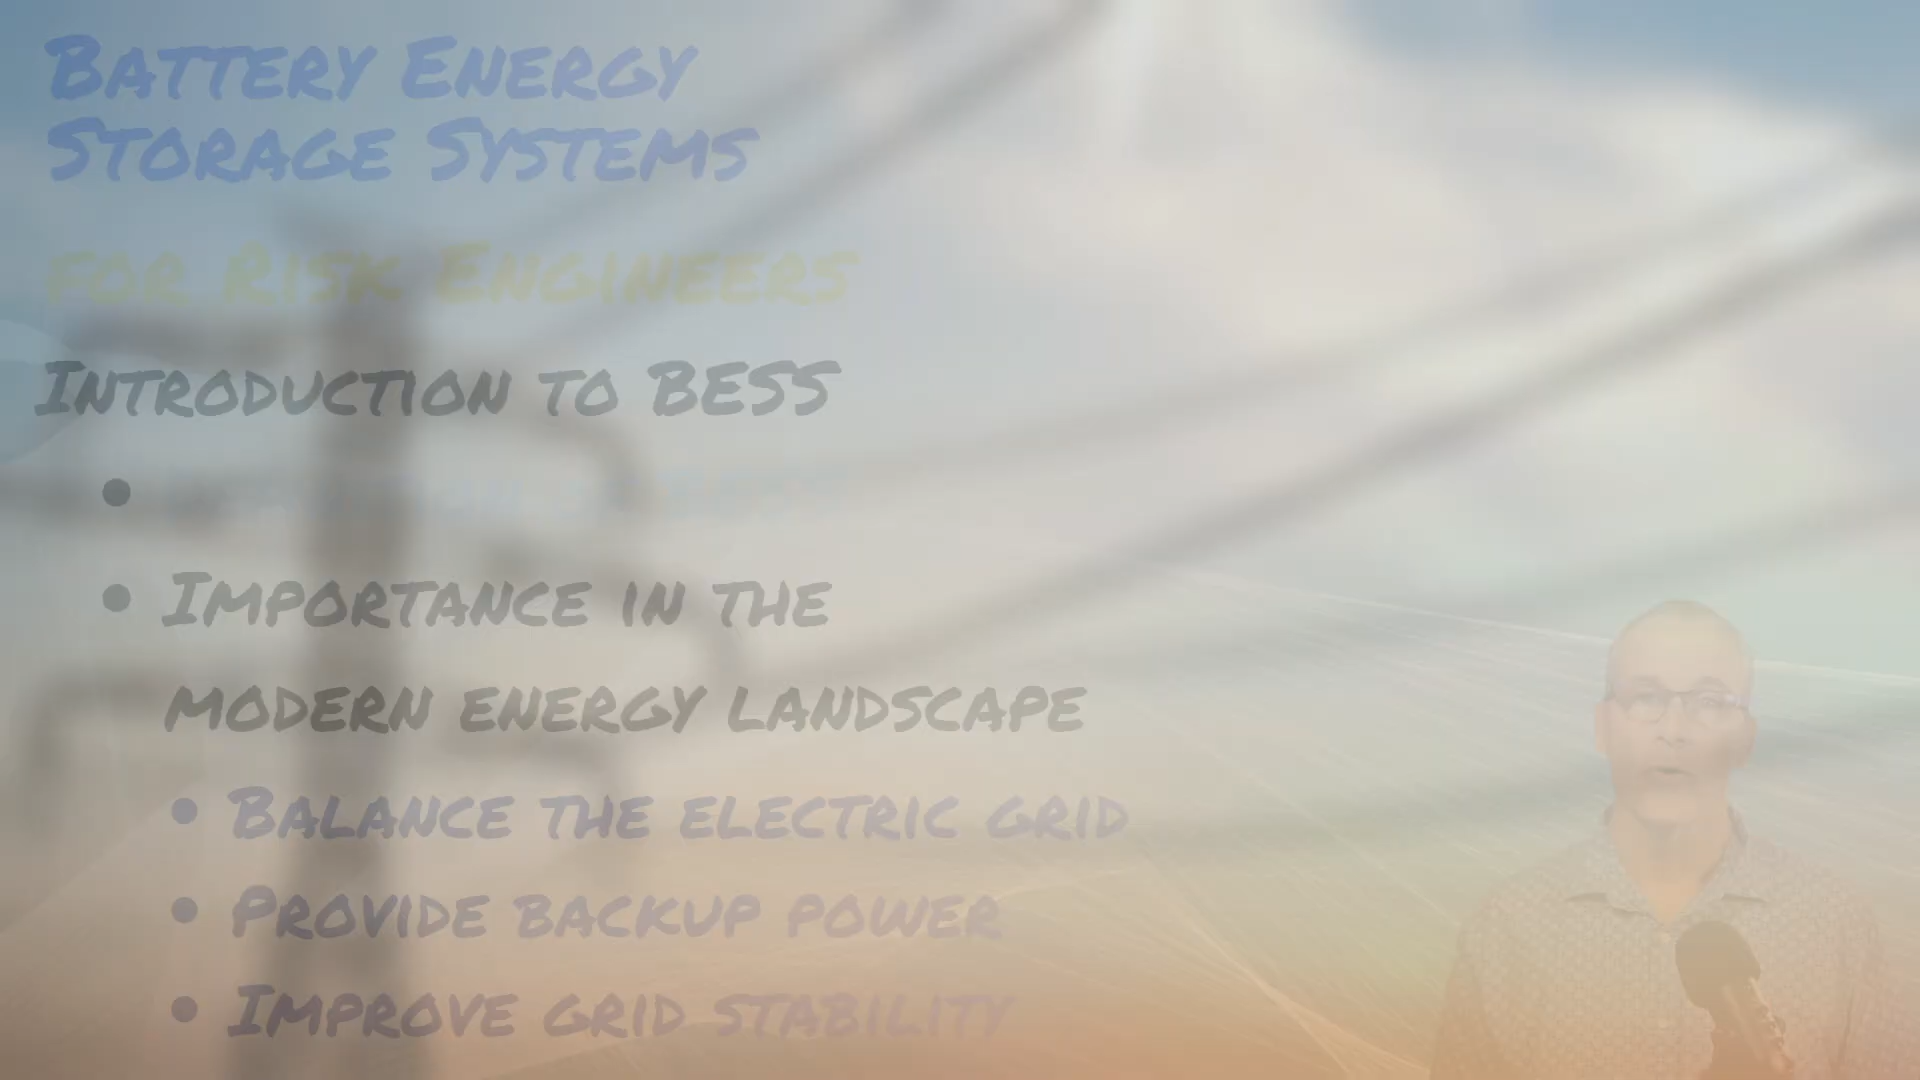 Battery Energy
Storage Systems
for Risk Engineers
Introduction to BESS
•
• Importance in the
modern energy landscape
• Balance the electric grid
• Provide backup power
• Improve grid stability